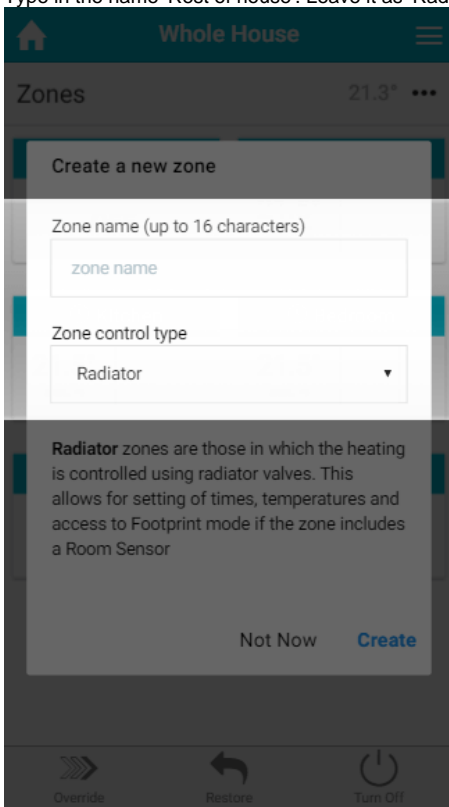 Type in the name 'Rest of house'. Leave it as 'Rad
Whole House
Zones 21.3° •••
Create a new zone
Zone name (up to 16 characters)
zone name
Zone control type
Radiator
Radiator zones are those in which the heating
is controlled using radiator valves. This
allows for setting of times, temperatures and
access to Footprint mode if the zone includes
a Room Sensor
Not Now Create
Override Restore Turn Off